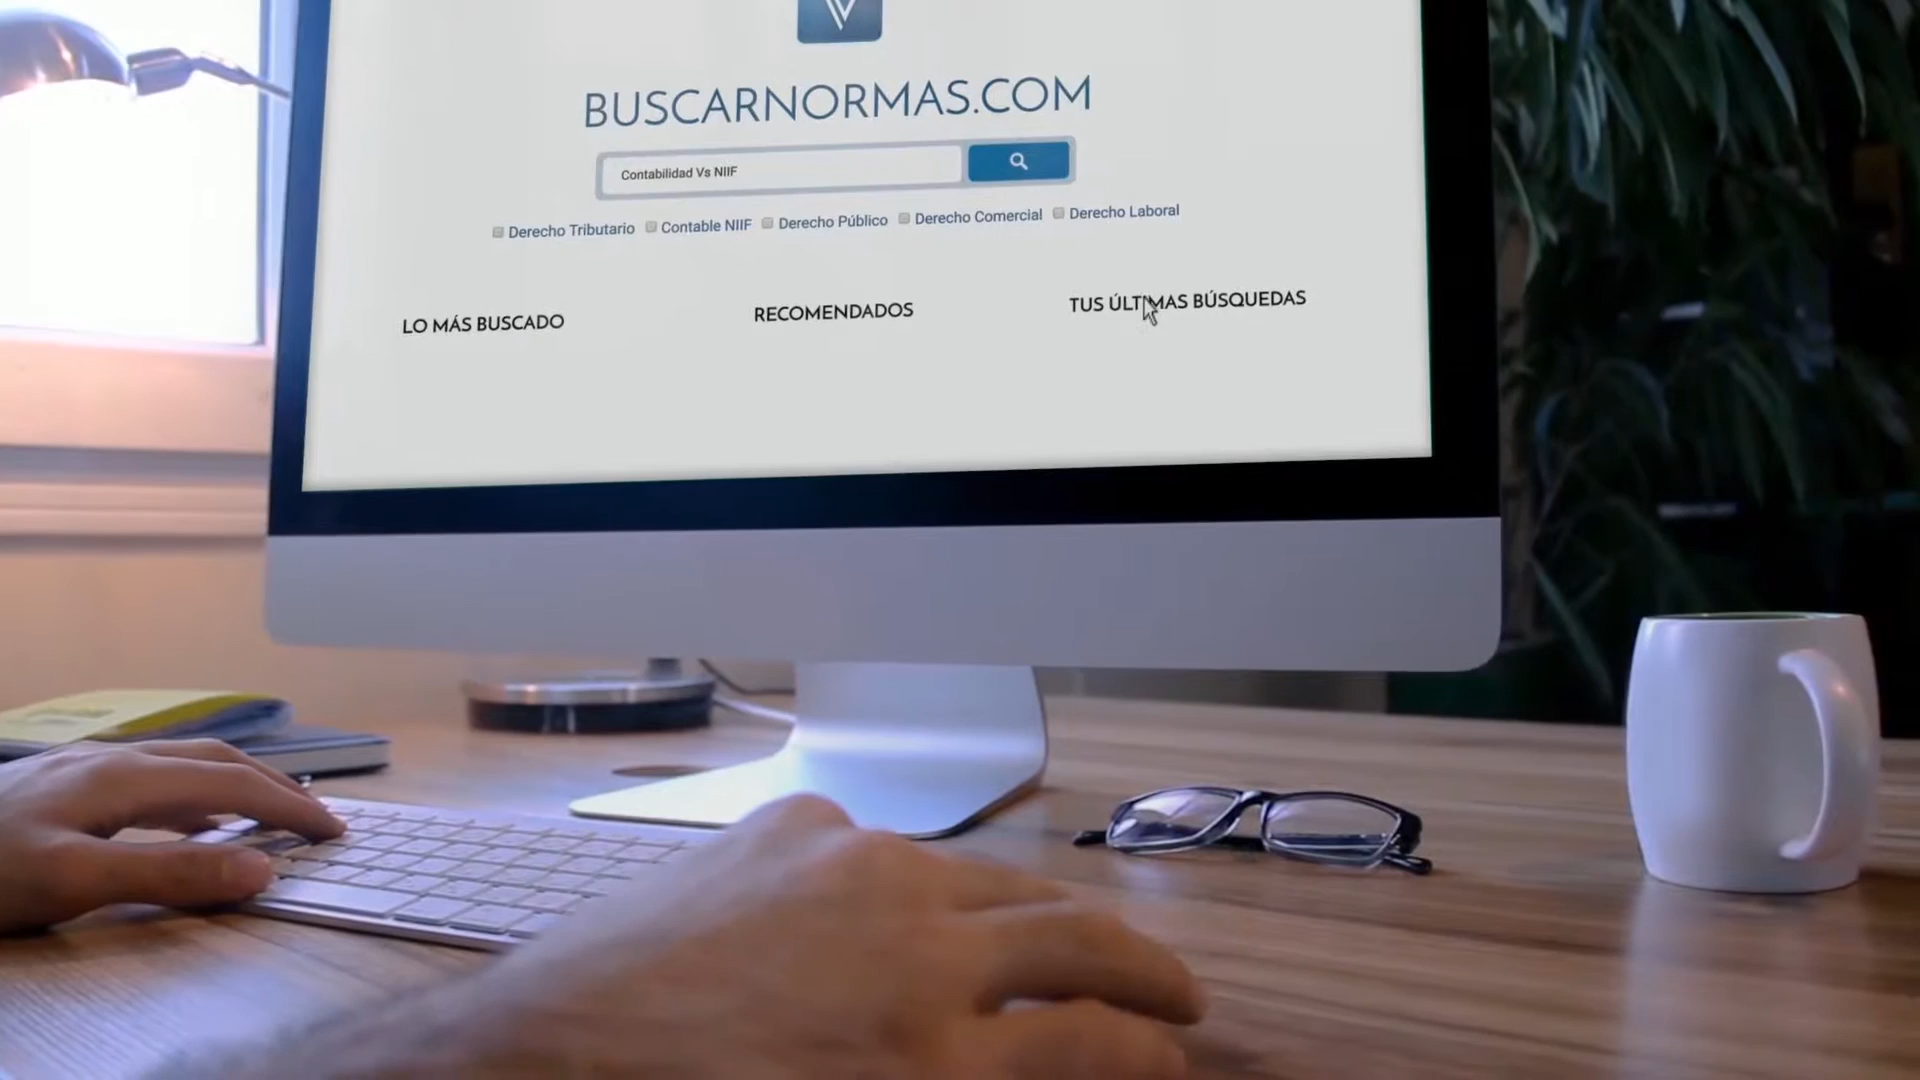 BUSCARNORMAS.COM
Contabilidad Vs NIIF
Derecho Tributario Contable NIIF Derecho Público Derecho Comercial Derecho Laboral
LO MÁS BUSCADO
RECOMENDADOS
TUS ÚLTIMAS BÚSQUEDAS